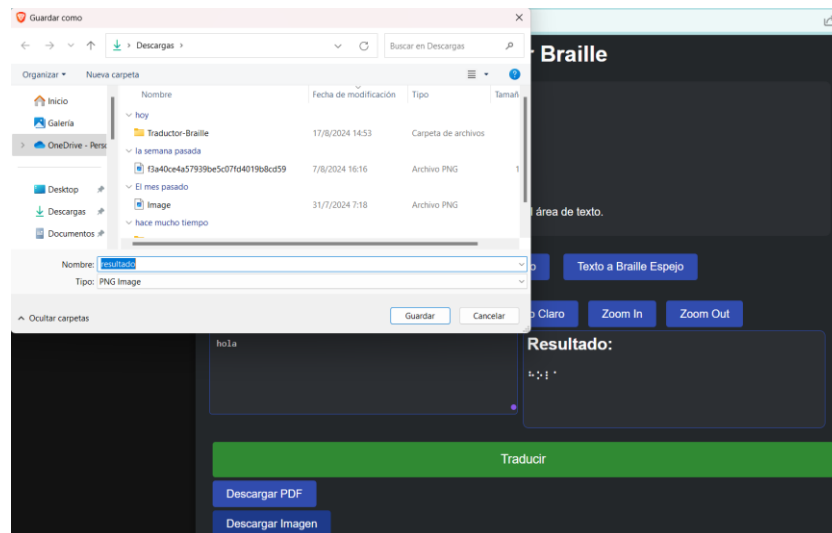 Guardar como
Descargas
Buscar en Descargas
Organizar
Nueva carpeta
Nombre
Fecha de modificación
Tipo
Tamañ
Inicio
Galería
OneDrive - Perso
Desktop
Descargas
Documentos
hoy
Traductor-Braille
17/8/2024 14:53
Carpeta de archivos
la semana pasada
f3a40ce4a57939be5c07fd4019b8cd59
7/8/2024 16:16
Archivo PNG
1
El mes pasado
Image
31/7/2024 7:18
Archivo PNG
hace mucho tiempo
Nombre: resultado
Tipo: PNG Image
Ocultar carpetas
Guardar
Cancelar
Braille
área de texto.
Texto a Braille Espejo
Claro
Zoom In
Zoom Out
hola
Resultado:
⠓⠕⠇⠁
Traducir
Descargar PDF
Descargar Imagen